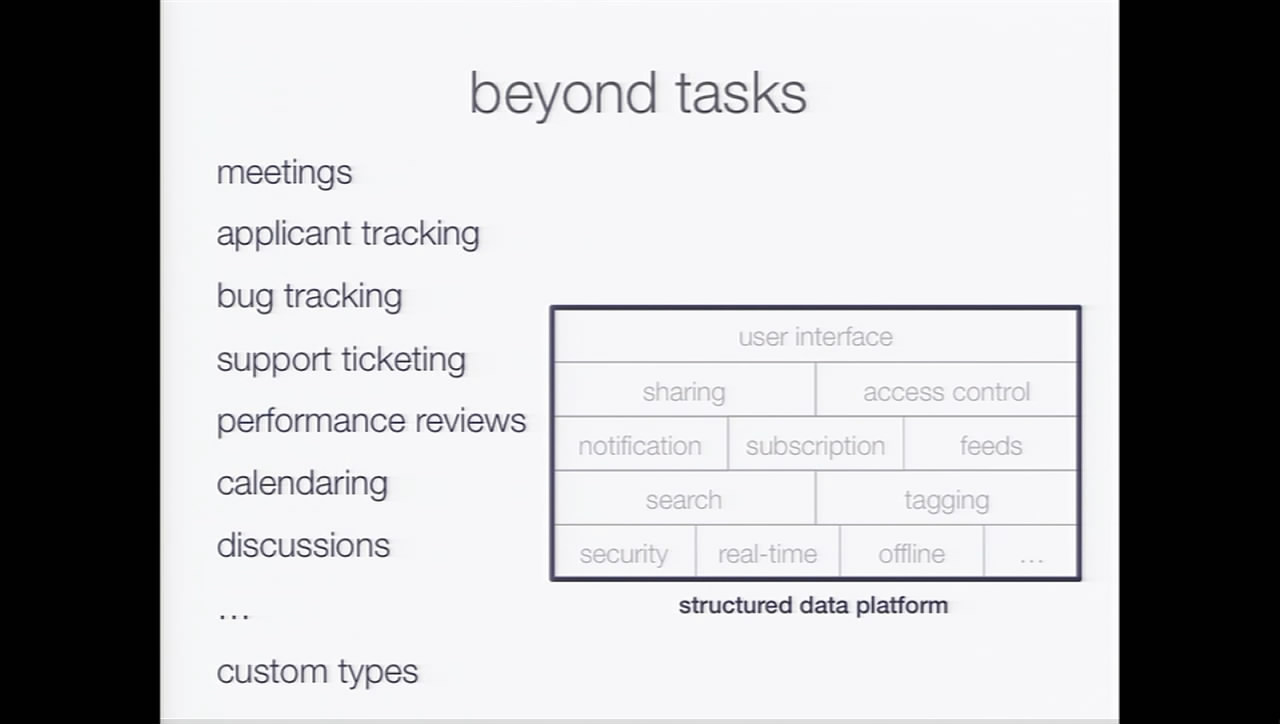 beyond tasks
meetings
applicant tracking
bug tracking
support ticketing
performance reviews
calendaring
discussions
…
custom types
user interface
sharing access control
notification subscription feeds
search tagging
security real-time offline …
structured data platform